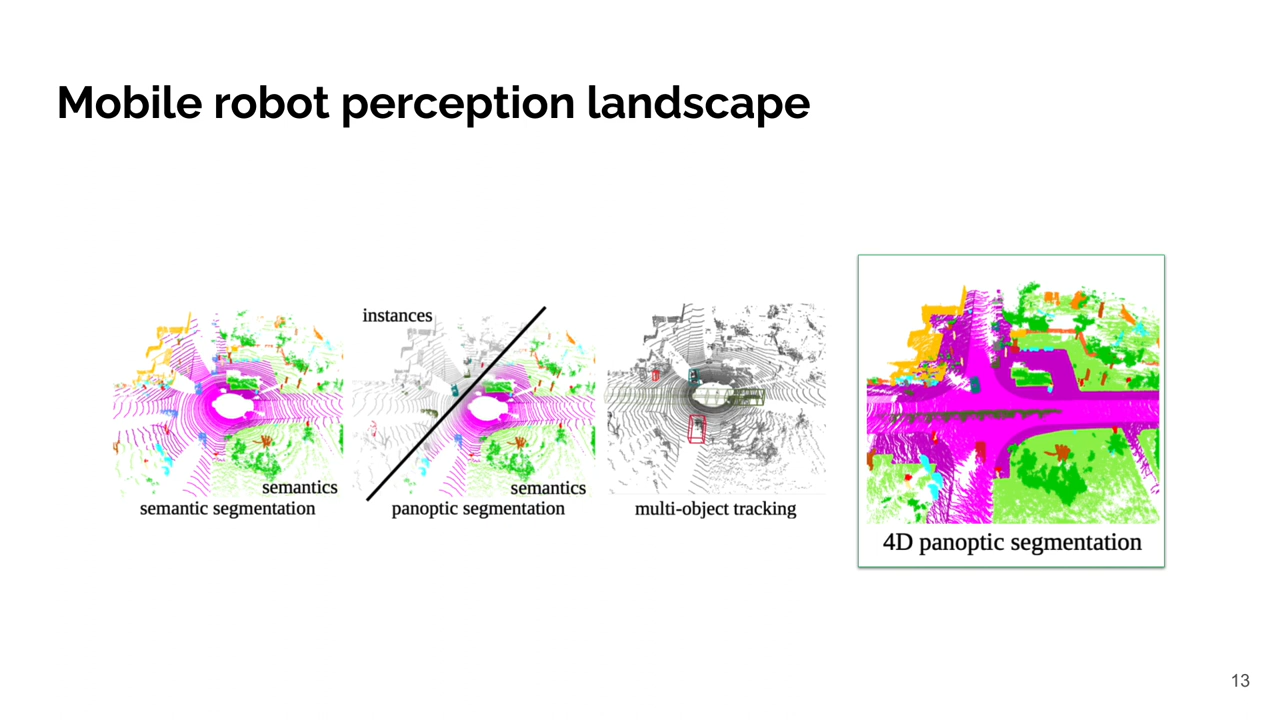 Mobile robot perception landscape
instances
semantics
semantics
semantic segmentation
panoptic segmentation
multi-object tracking
4D panoptic segmentation
13